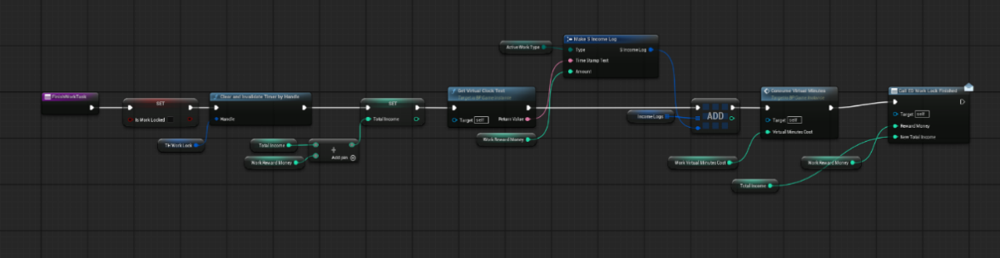 FinishWorkTask
SET
Is Work Locked
TH Work Lock
Clear and Invalidate Timer by Handle
Handle
Total Income
Work Reward Money
Add pin
SET
Total Income
Get Virtual Clock Text
Target is BP Game Instance
Target self
Return Value
Work Reward Money
Active Work Type
Make S Income Log
Type
S Income Log
Time Stamp Text
Amount
Income Logs
ADD
Consume Virtual Minutes
Target is BP Game Instance
Target self
Virtual Minutes Cost
Work Virtual Minutes Cost
Total Income
Work Reward Money
Call ED Work Lock Finished
Target self
Reward Money
New Total Income